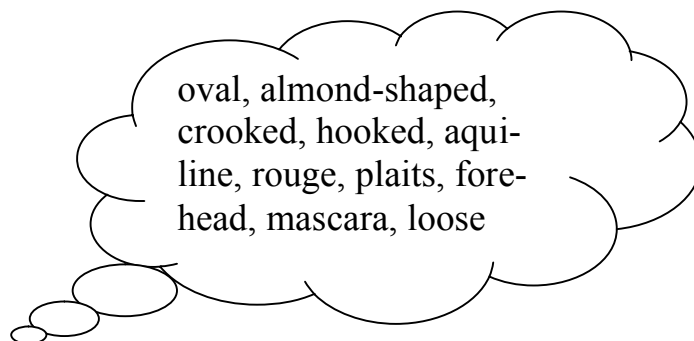 oval, almond-shaped,
crooked, hooked, aqui-
line, rouge, plaits, fore-
head, mascara, loose